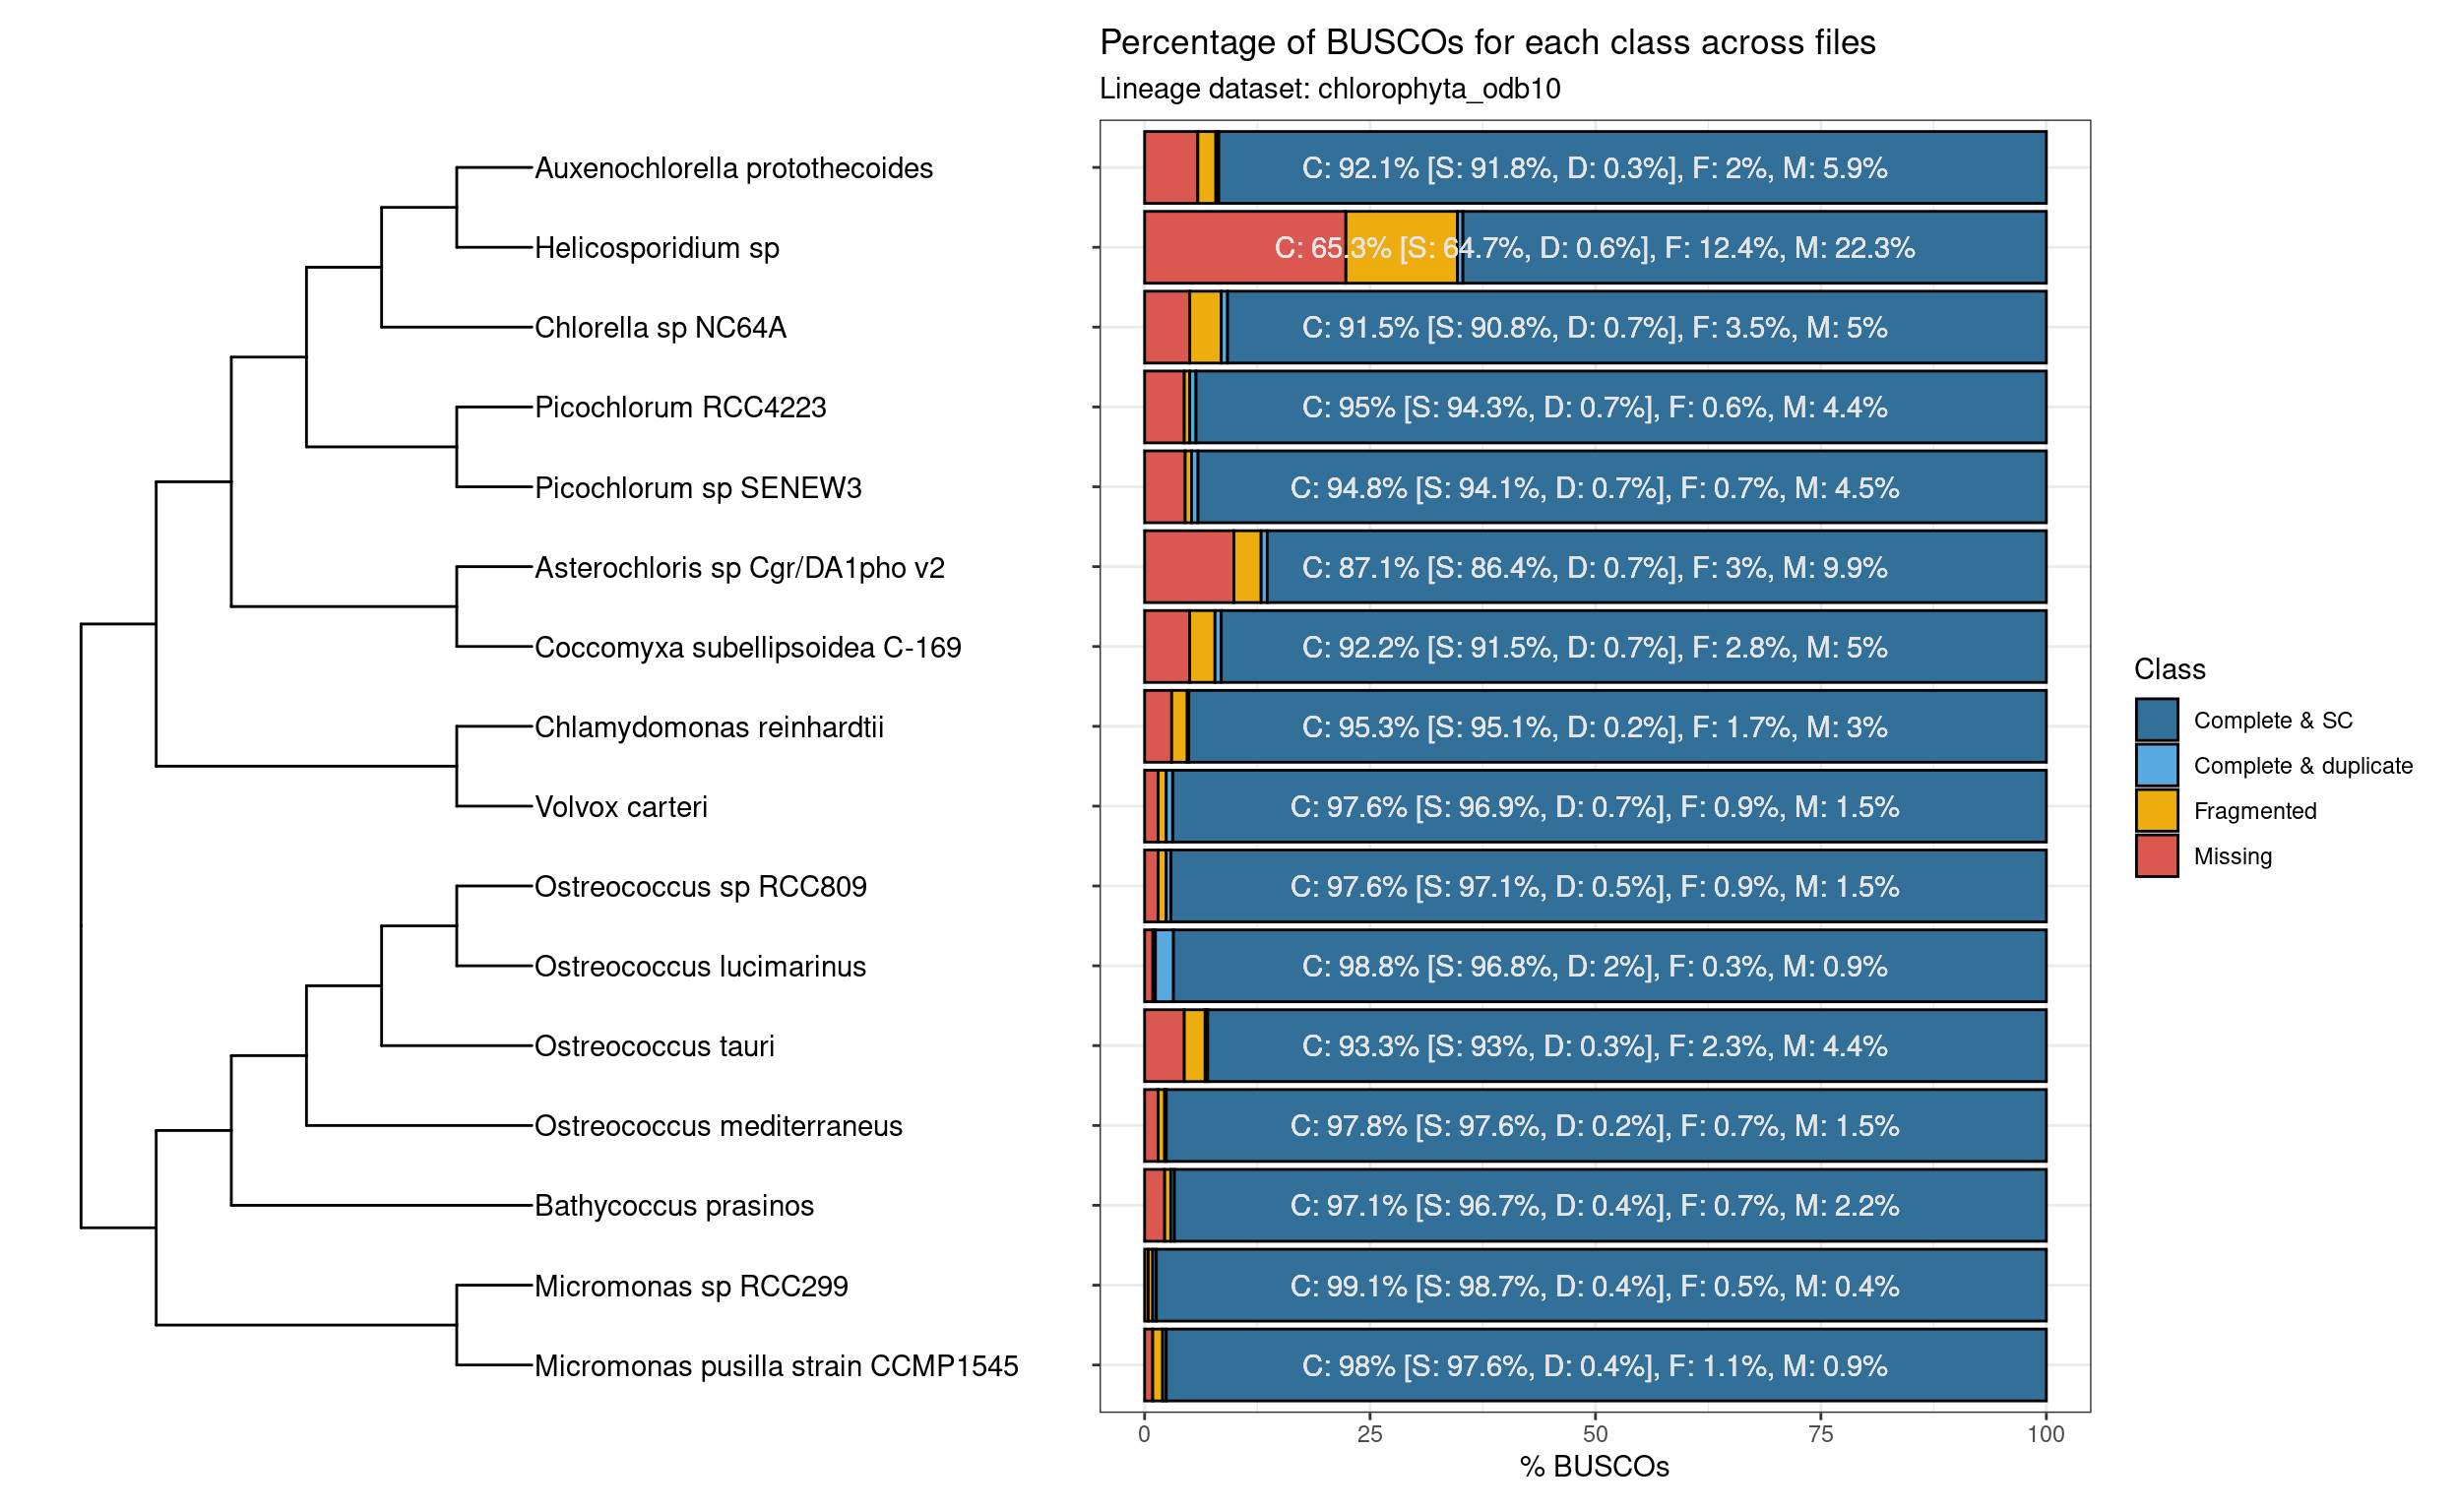 Percentage of BUSCOs for each class across files
Lineage dataset: chlorophyta_odb10
Auxenochlorella protothecoides C: 92.1% [S: 91.8%, D: 0.3%], F: 2%, M: 5.9%
Helicosporidium sp C: 65.3% [S: 64.7%, D: 0.6%], F: 12.4%, M: 22.3%
Chlorella sp NC64A C: 91.5% [S: 90.8%, D: 0.7%], F: 3.5%, M: 5%
Picochlorum RCC4223 C: 95% [S: 94.3%, D: 0.7%], F: 0.6%, M: 4.4%
Picochlorum sp SENEW3 C: 94.8% [S: 94.1%, D: 0.7%], F: 0.7%, M: 4.5%
Asterochloris sp Cgr/DA1pho v2 C: 87.1% [S: 86.4%, D: 0.7%], F: 3%, M: 9.9%
Coccomyxa subellipsoidea C-169 C: 92.2% [S: 91.5%, D: 0.7%], F: 2.8%, M: 5%
Chlamydomonas reinhardtii C: 95.3% [S: 95.1%, D: 0.2%], F: 1.7%, M: 3%
Volvox carteri C: 97.6% [S: 96.9%, D: 0.7%], F: 0.9%, M: 1.5%
Ostreococcus sp RCC809 C: 97.6% [S: 97.1%, D: 0.5%], F: 0.9%, M: 1.5%
Ostreococcus lucimarinus C: 98.8% [S: 96.8%, D: 2%], F: 0.3%, M: 0.9%
Ostreococcus tauri C: 93.3% [S: 93%, D: 0.3%], F: 2.3%, M: 4.4%
Ostreococcus mediterraneus C: 97.8% [S: 97.6%, D: 0.2%], F: 0.7%, M: 1.5%
Bathycoccus prasinos C: 97.1% [S: 96.7%, D: 0.4%], F: 0.7%, M: 2.2%
Micromonas sp RCC299 C: 99.1% [S: 98.7%, D: 0.4%], F: 0.5%, M: 0.4%
Micromonas pusilla strain CCMP1545 C: 98% [S: 97.6%, D: 0.4%], F: 1.1%, M: 0.9%
0 25 50 75 100
% BUSCOs
Class
Complete & SC
Complete & duplicate
Fragmented
Missing